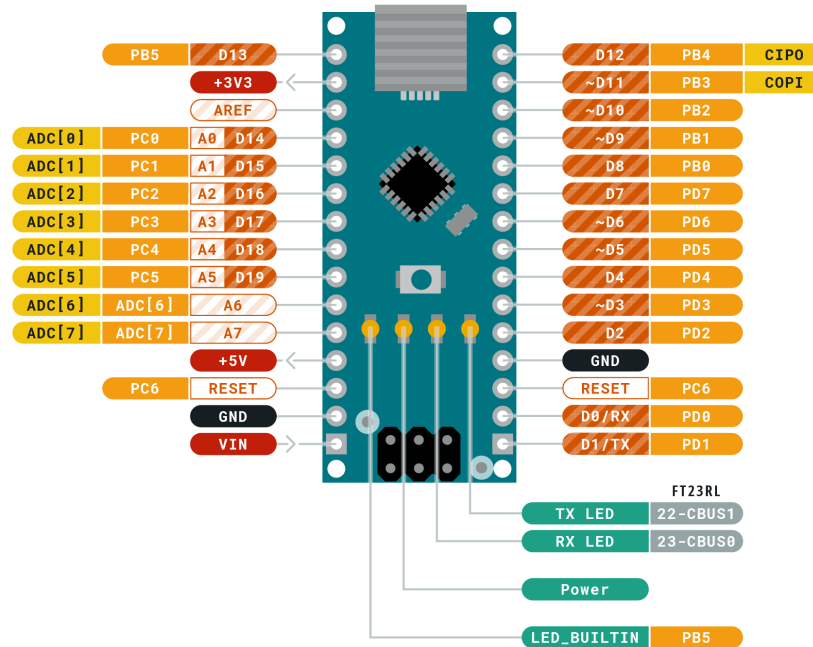 PB5 D13 D12 PB4 CIPO
+3V3 ~D11 PB3 COPI
AREF ~D10 PB2
ADC[0] PC0 A0 D14 ~D9 PB1
ADC[1] PC1 A1 D15 D8 PB0
ADC[2] PC2 A2 D16 D7 PD7
ADC[3] PC3 A3 D17 ~D6 PD6
ADC[4] PC4 A4 D18 ~D5 PD5
ADC[5] PC5 A5 D19 D4 PD4
ADC[6] ADC[6] A6 ~D3 PD3
ADC[7] ADC[7] A7 D2 PD2
+5V GND
PC6 RESET RESET PC6
GND D0/RX PD0
VIN D1/TX PD1
FT23RL
TX LED 22-CBUS1
RX LED 23-CBUS0
Power
LED_BUILTIN PB5